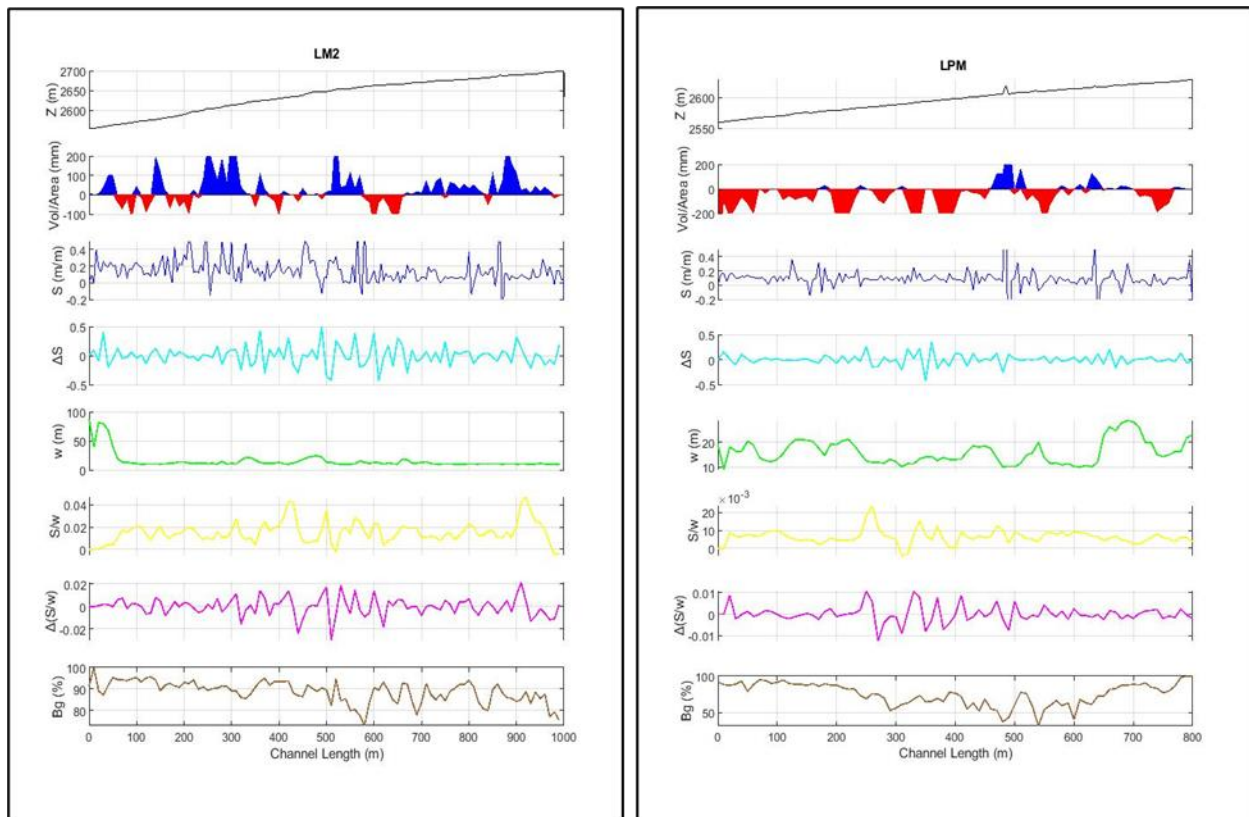 LM2
2700
2600
Z (m)
200
100
0
-100
Vol/Area (mm)
0.4
0.2
0
-0.2
S (m/m)
0.5
0
-0.5
ΔS
100
50
0
w (m)
0.04
0.02
0
S/w
0.02
0
-0.02
Δ(S/w)
100
90
80
Bg (%)
0 100 200 300 400 500 600 700 800 900 1000
Channel Length (m)
LPM
2600
2550
Z (m)
200
0
-200
Vol/Area (mm)
0.4
0.2
0
-0.2
S (m/m)
0.5
0
-0.5
ΔS
20
10
w (m)
× 10⁻³
20
10
0
S/w
0.01
0
-0.01
Δ(S/w)
100
50
Bg (%)
0 100 200 300 400 500 600 700 800
Channel Length (m)